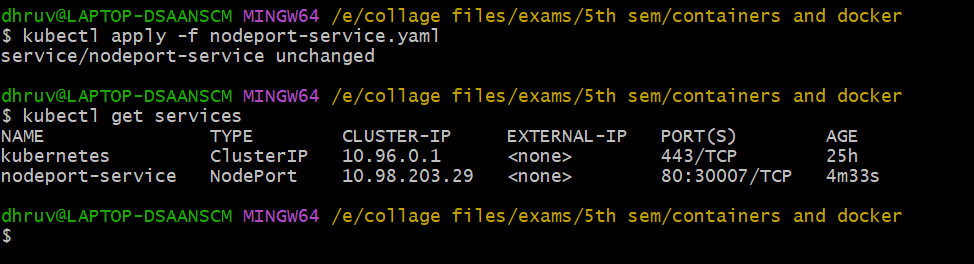 dhruv@LAPTOP-DSAANSCM MINGW64 /e/collage files/exams/5th sem/containers and docker
$ kubectl apply -f nodeport-service.yaml
service/nodeport-service unchanged
dhruv@LAPTOP-DSAANSCM MINGW64 /e/collage files/exams/5th sem/containers and docker
$ kubectl get services
NAME TYPE CLUSTER-IP EXTERNAL-IP PORT(S) AGE
kubernetes ClusterIP 10.96.0.1 <none> 443/TCP 25h
nodeport-service NodePort 10.98.203.29 <none> 80:30007/TCP 4m33s
dhruv@LAPTOP-DSAANSCM MINGW64 /e/collage files/exams/5th sem/containers and docker
$